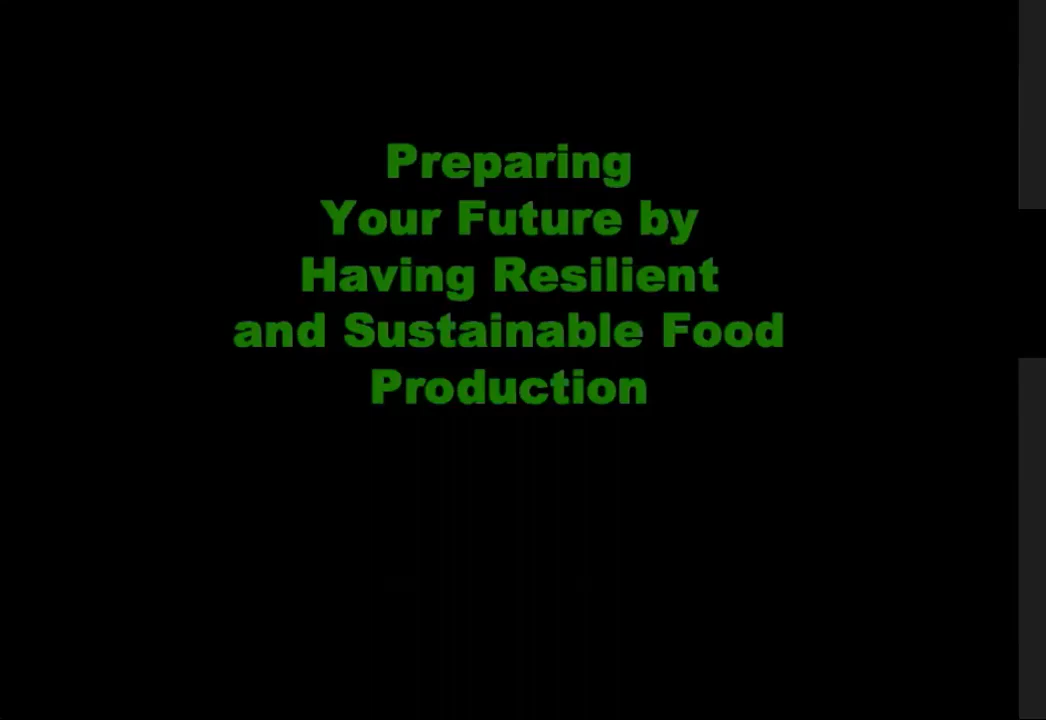 Preparing
Your Future by
Having Resilient
and Sustainable Food
Production